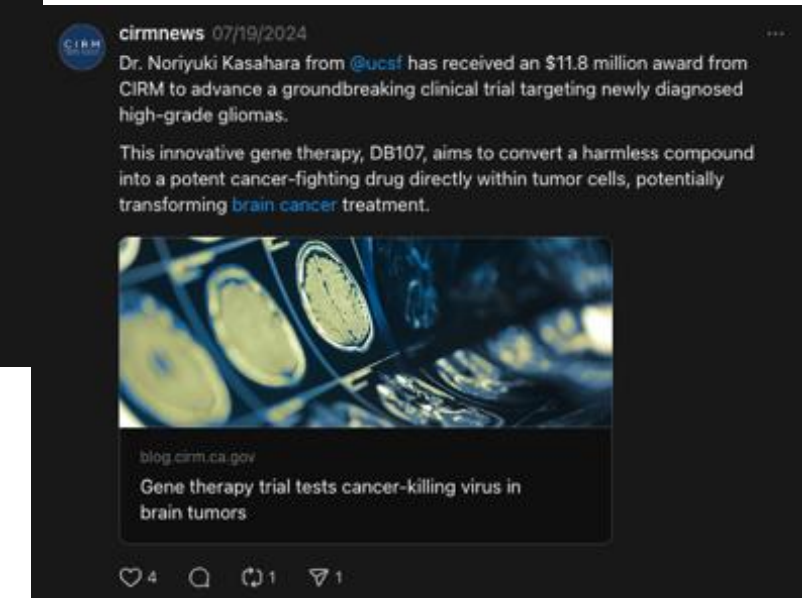 CIRM
cirmnews 07/19/2024
Dr. Noriyuki Kasahara from @ucsf has received an $11.8 million award from
CIRM to advance a groundbreaking clinical trial targeting newly diagnosed
high-grade gliomas.
This innovative gene therapy, DB107, aims to convert a harmless compound
into a potent cancer-fighting drug directly within tumor cells, potentially
transforming brain cancer treatment.
blog.cirm.ca.gov
Gene therapy trial tests cancer-killing virus in
brain tumors
4 1 1